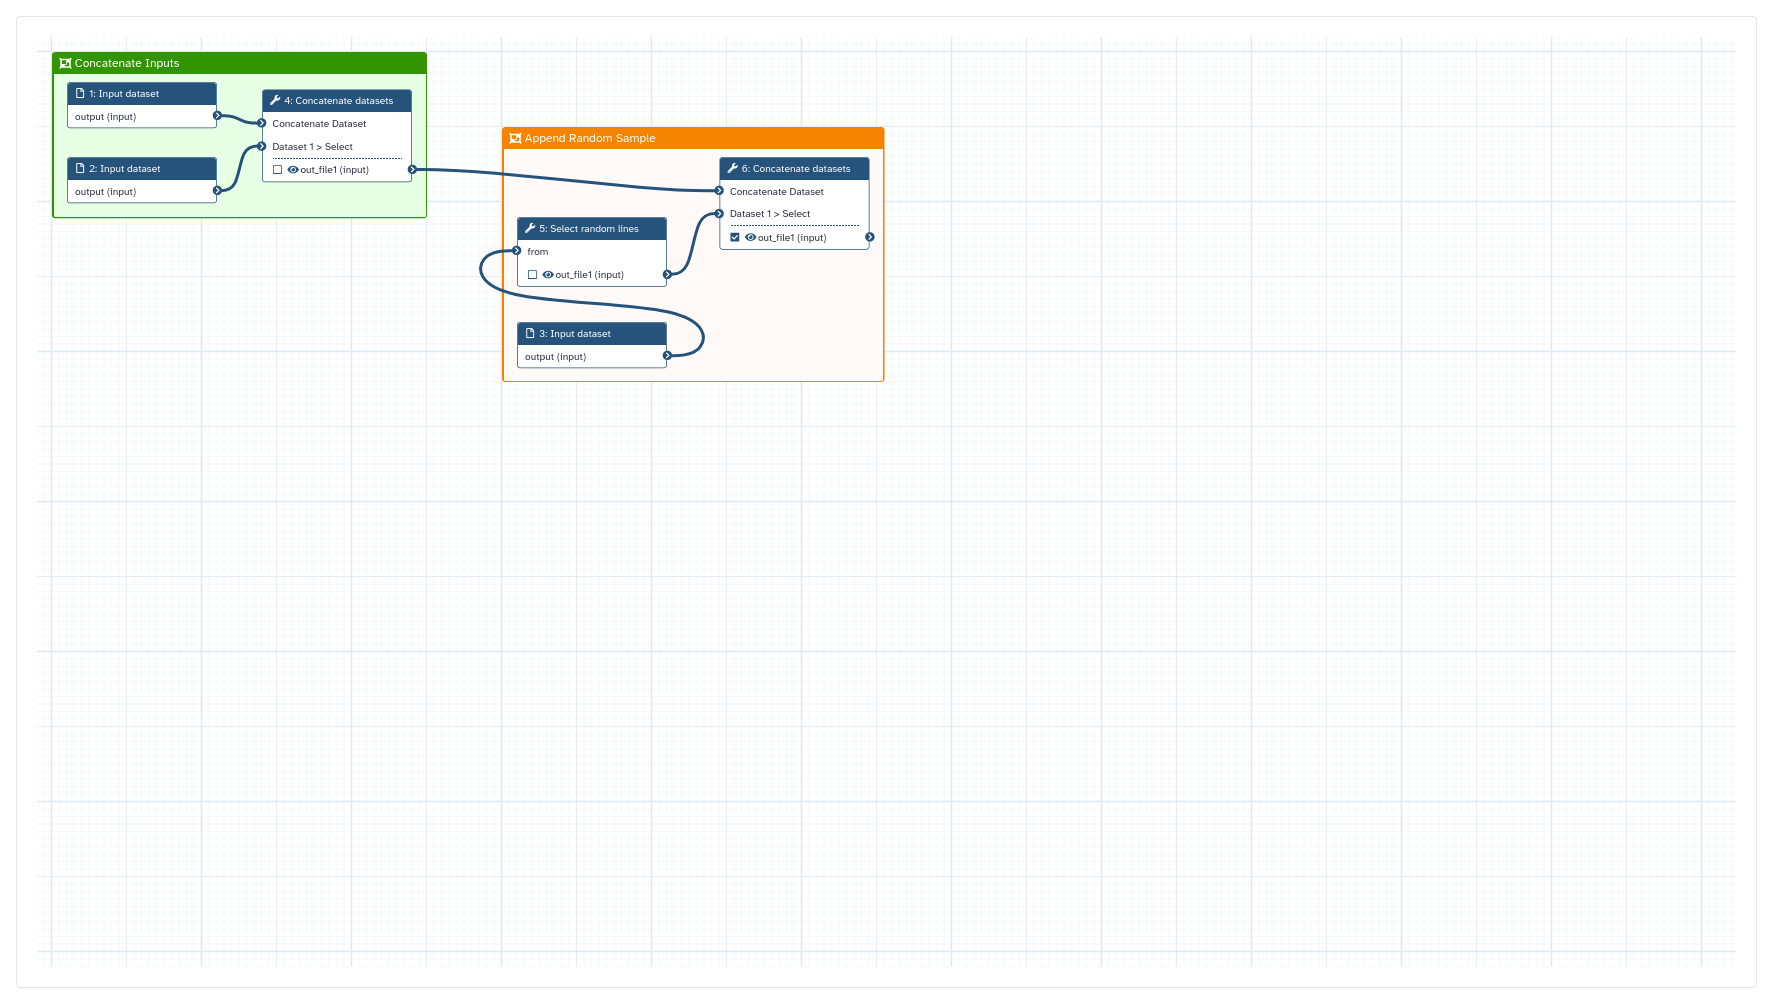 Concatenate Inputs
1: Input dataset
output (input)
2: Input dataset
output (input)
4: Concatenate datasets
Concatenate Dataset
Dataset 1 > Select
out_file1 (input)
Append Random Sample
6: Concatenate datasets
Concatenate Dataset
Dataset 1 > Select
out_file1 (input)
5: Select random lines
from
out_file1 (input)
3: Input dataset
output (input)